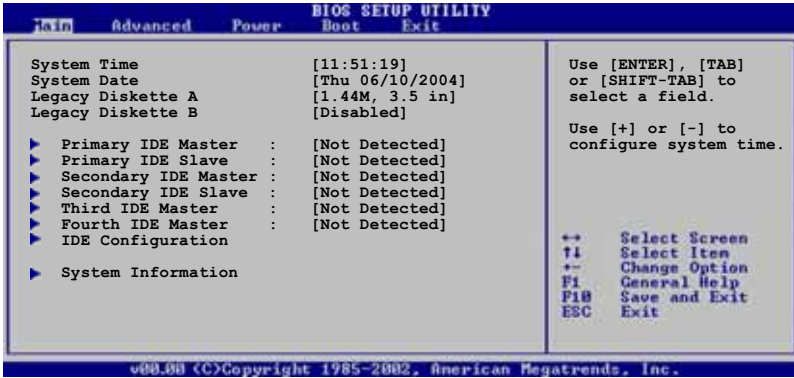 BIOS SETUP UTILITY
Main Advanced Power Boot Exit
System Time [11:51:19]
System Date [Thu 06/10/2004]
Legacy Diskette A [1.44M, 3.5 in]
Legacy Diskette B [Disabled]
Primary IDE Master : [Not Detected]
Primary IDE Slave : [Not Detected]
Secondary IDE Master : [Not Detected]
Secondary IDE Slave : [Not Detected]
Third IDE Master : [Not Detected]
Fourth IDE Master : [Not Detected]
IDE Configuration
System Information
Use [ENTER], [TAB]
or [SHIFT-TAB] to
select a field.
Use [+] or [-] to
configure system time.
↔ Select Screen
↑↓ Select Item
+- Change Option
F1 General Help
F10 Save and Exit
ESC Exit
v00.00 (C)Copyright 1985-2002, American Megatrends, Inc.